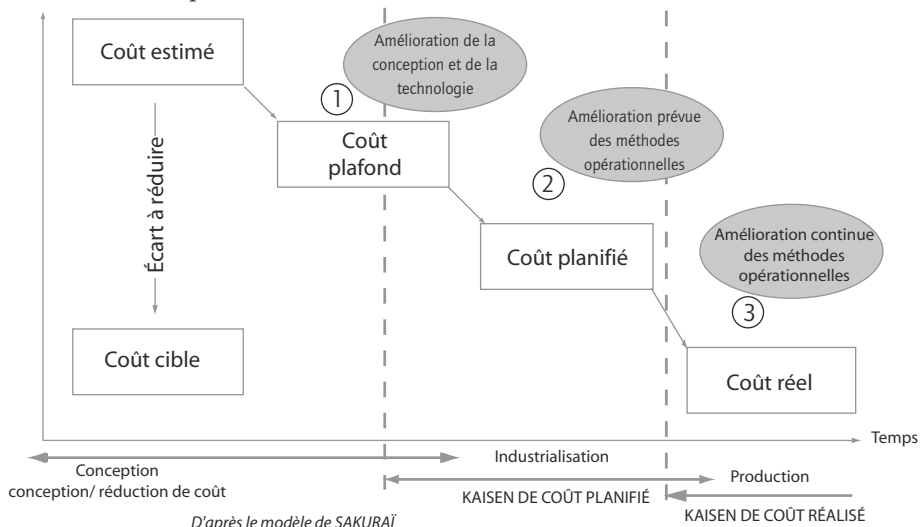 Coût estimé
Amélioration de la
conception et de la
technologie
1
Coût
plafond
Amélioration prévue
des méthodes
opérationnelles
2
Écart à réduire
Coût planifié
Amélioration continue
des méthodes
opérationnelles
3
Coût cible
Coût réel
Temps
Conception
conception/ réduction de coût
Industrialisation
KAISEN DE COÛT PLANIFIÉ
Production
KAISEN DE COÛT RÉALISÉ
D'après le modèle de SAKURAÏ